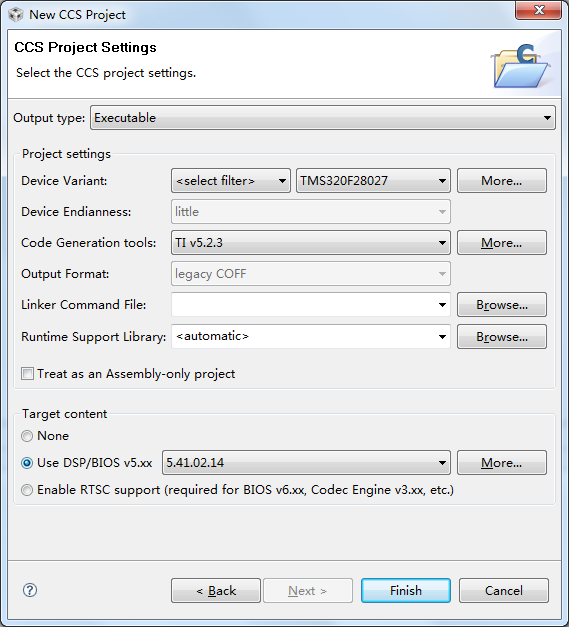 New CCS Project
CCS Project Settings
Select the CCS project settings.
C
Output type: Executable
Project settings
Device Variant: <select filter> TMS320F28027 More...
Device Endianness: little
Code Generation tools: TI v5.2.3 More...
Output Format: legacy COFF
Linker Command File: Browse...
Runtime Support Library: <automatic> Browse...
Treat as an Assembly-only project
Target content
None
Use DSP/BIOS v5.xx 5.41.02.14 More...
Enable RTSC support (required for BIOS v6.xx, Codec Engine v3.xx, etc.)
? < Back Next > Finish Cancel